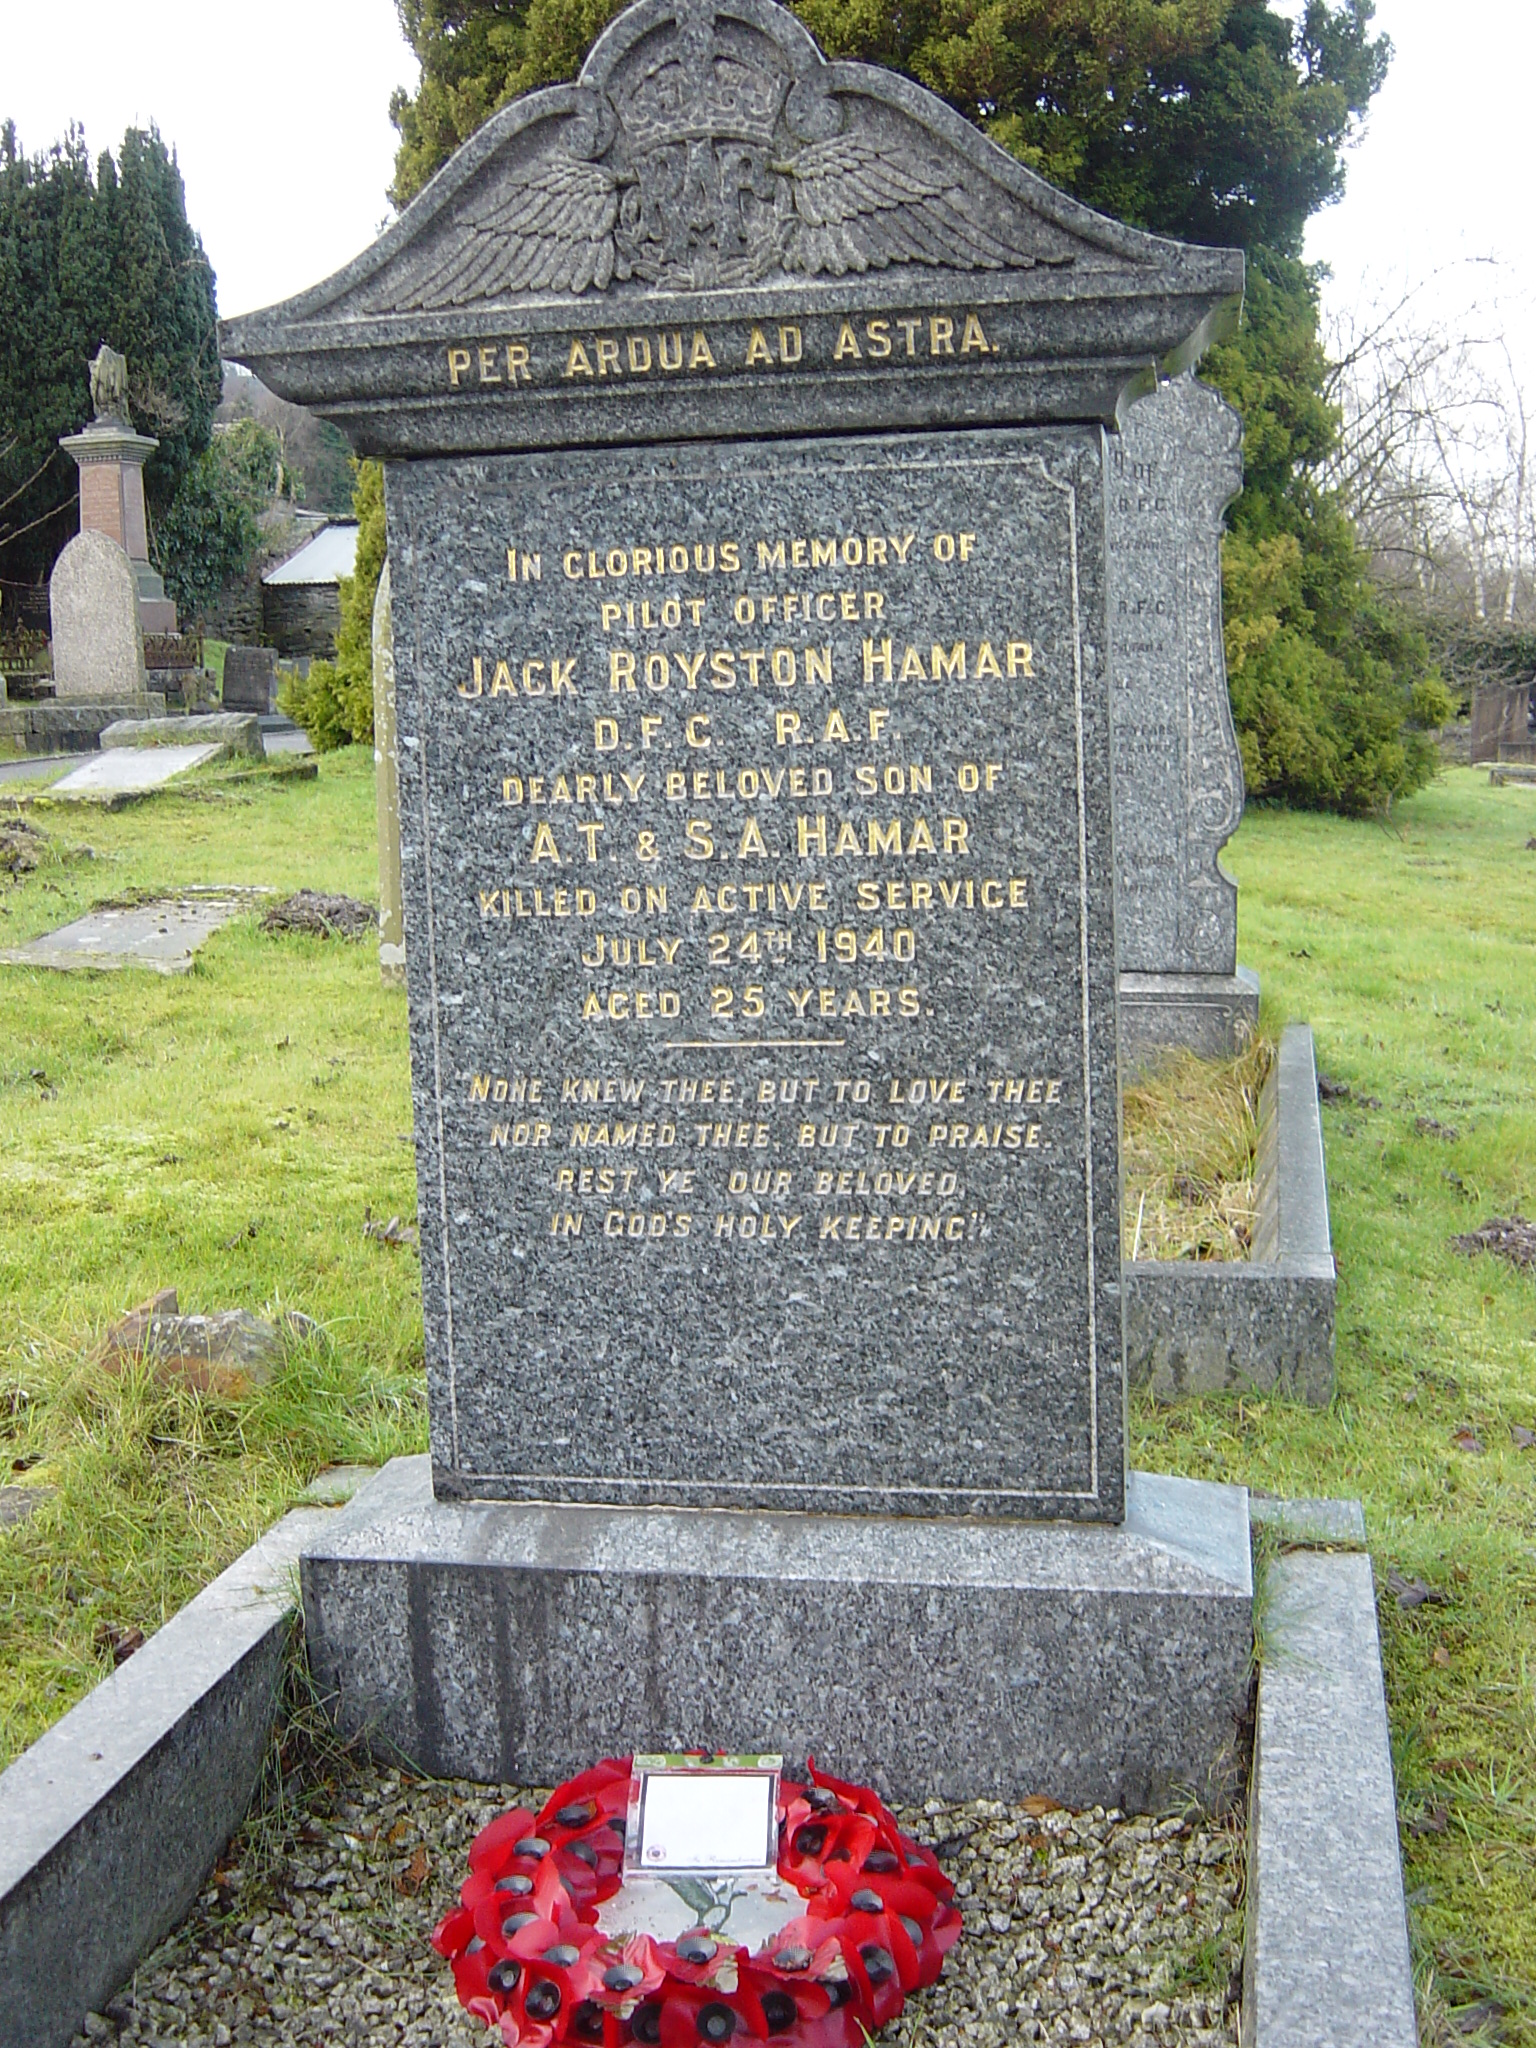 RAF
PER ARDUA AD ASTRA.
IN GLORIOUS MEMORY OF
PILOT OFFICER
JACK ROYSTON HAMAR
D.F.C. R.A.F.
DEARLY BELOVED SON OF
A.T. & S.A. HAMAR
KILLED ON ACTIVE SERVICE
JULY 24TH 1940
AGED 25 YEARS.
NONE KNEW THEE, BUT TO LOVE THEE
NOR NAMED THEE, BUT TO PRAISE.
REST YE OUR BELOVED,
IN GOD'S HOLY KEEPING."
R.F.C.
YEARS